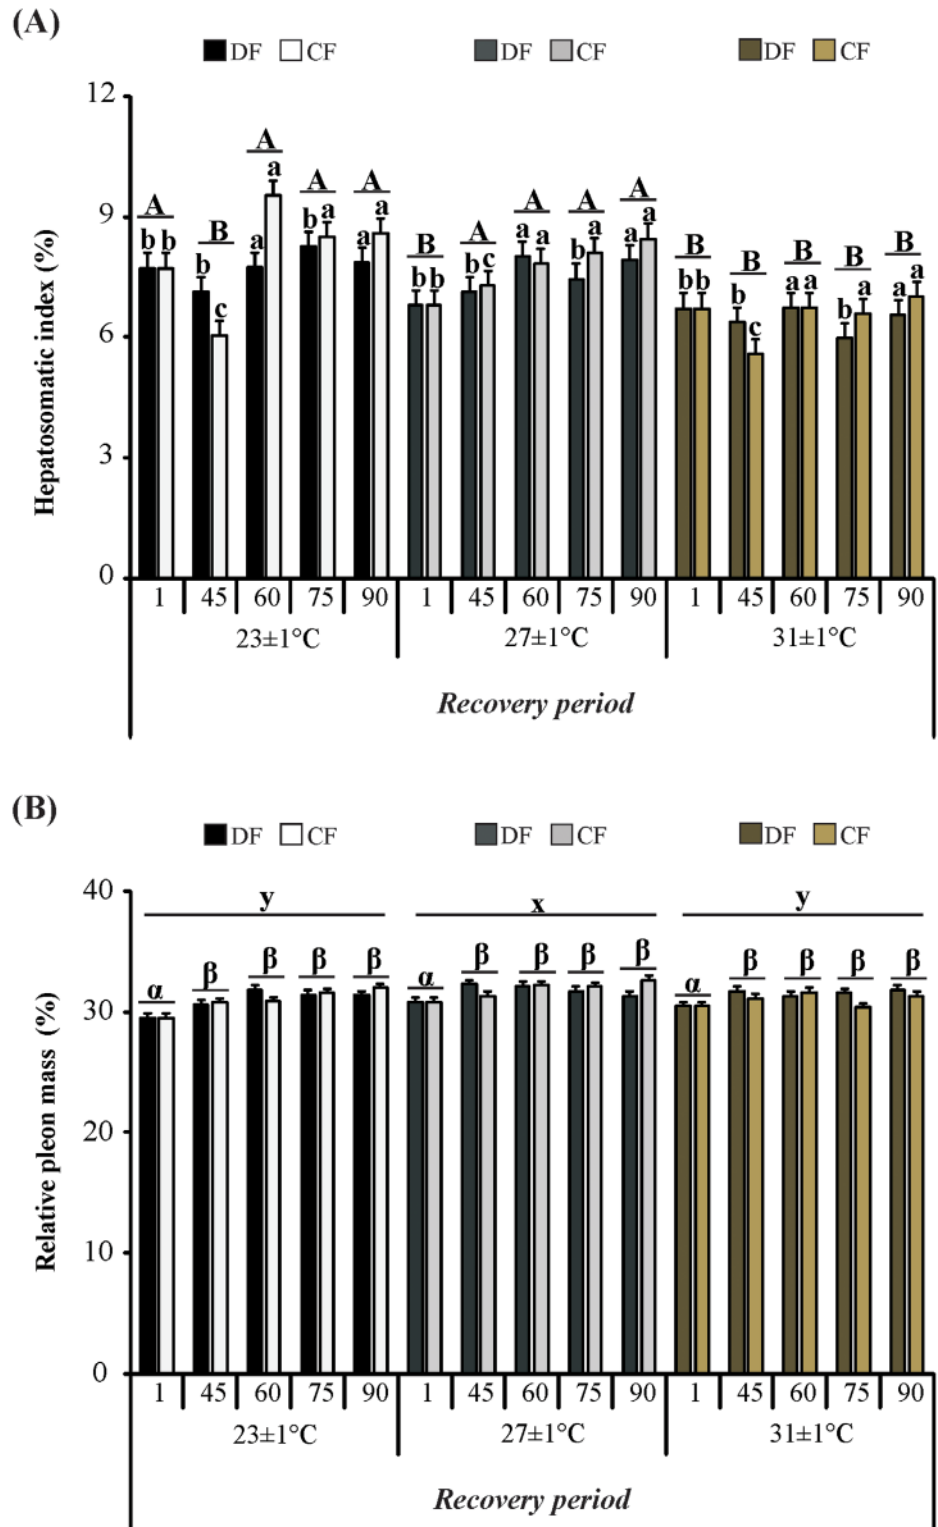 (A)
DF CF DF CF DF CF
12
A
a
A A A
A b a a A A a
B b a a a a B B B
b b b B A b a B B a
b b b c b b b a a b a a
c c
9
6
3
0
Hepatosomatic index (%)
1 45 60 75 90 1 45 60 75 90 1 45 60 75 90
23±1°C 27±1°C 31±1°C
Recovery period
(B)
DF CF DF CF DF CF
40
y x y
α β β β β α β β β β α β β β β
30
20
10
0
Relative pleon mass (%)
1 45 60 75 90 1 45 60 75 90 1 45 60 75 90
23±1°C 27±1°C 31±1°C
Recovery period